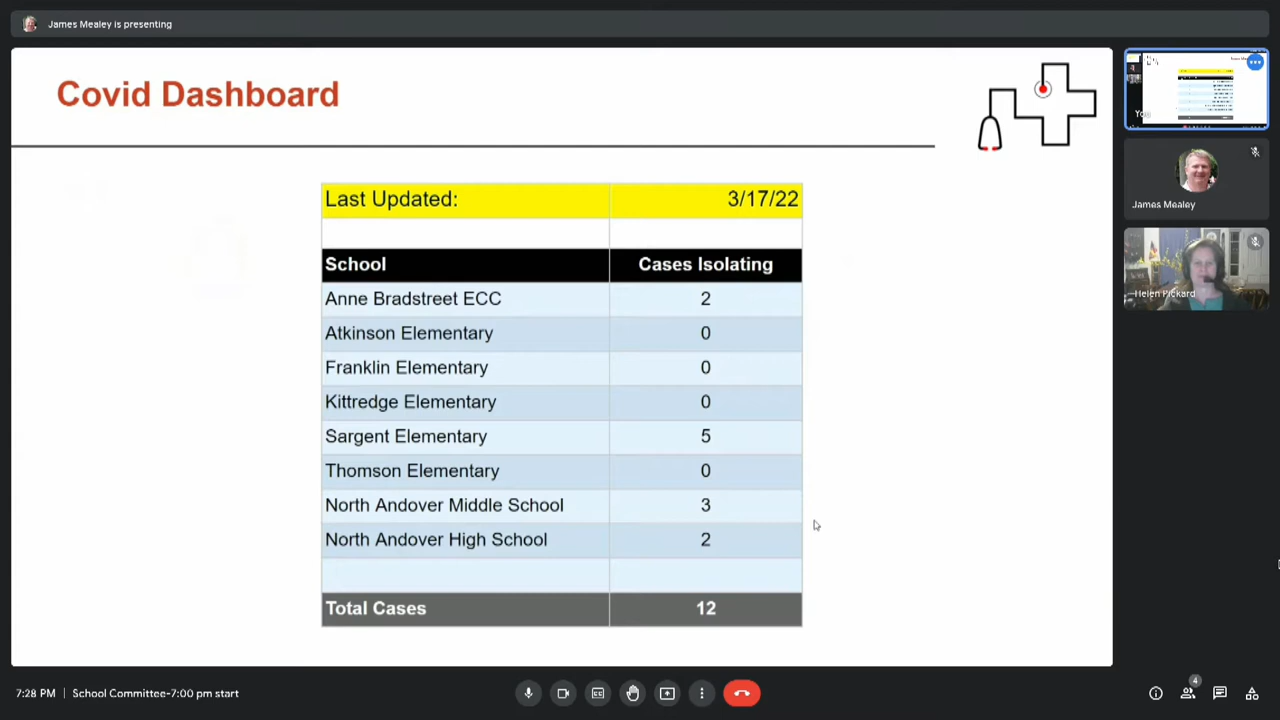 James Mealey is presenting
Covid Dashboard
Last Updated: 3/17/22
School Cases Isolating
Anne Bradstreet ECC 2
Atkinson Elementary 0
Franklin Elementary 0
Kittredge Elementary 0
Sargent Elementary 5
Thomson Elementary 0
North Andover Middle School 3
North Andover High School 2
Total Cases 12
You
James Mealey
Helen Pickard
7:28 PM | School Committee-7:00 pm start
4